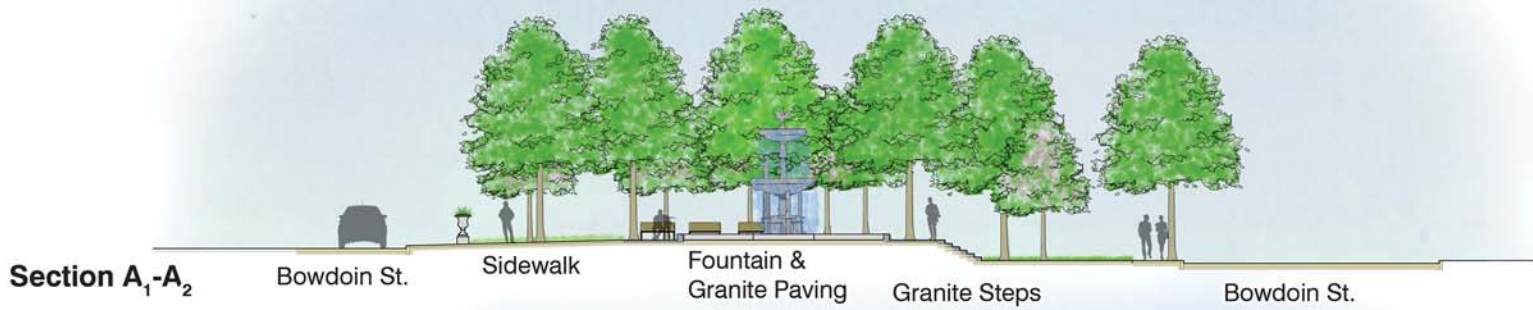 Section A₁-A₂
Bowdoin St.
Sidewalk
Fountain &
Granite Paving
Granite Steps
Bowdoin St.